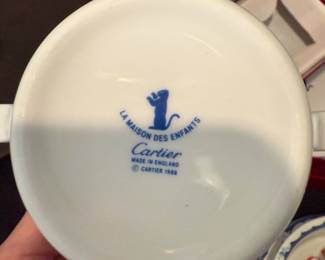 LA MAISON DES ENFANTS
Cartier
MADE IN ENGLAND
© CARTIER 1986